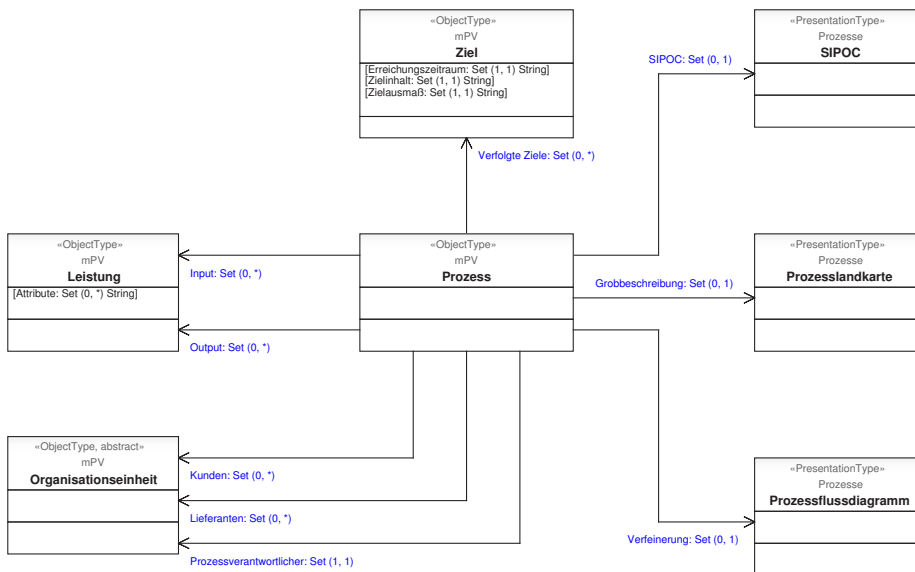 «ObjectType»
mPV
Ziel
[Erreichungszeitraum: Set (1, 1) String]
[Zielinhalt: Set (1, 1) String]
[Zielausmaß: Set (1, 1) String]
«PresentationType»
Prozesse
SIPOC
SIPOC: Set (0, 1)
Verfolgte Ziele: Set (0, *)
«ObjectType»
mPV
Leistung
[Attribute: Set (0, *) String]
Input: Set (0, *)
Output: Set (0, *)
«ObjectType»
mPV
Prozess
Grobbeschreibung: Set (0, 1)
«PresentationType»
Prozesse
Prozesslandkarte
«ObjectType, abstract»
mPV
Organisationseinheit
Kunden: Set (0, *)
Lieferanten: Set (0, *)
Prozessverantwortlicher: Set (1, 1)
«PresentationType»
Prozesse
Prozessflussdiagramm
Verfeinerung: Set (0, 1)